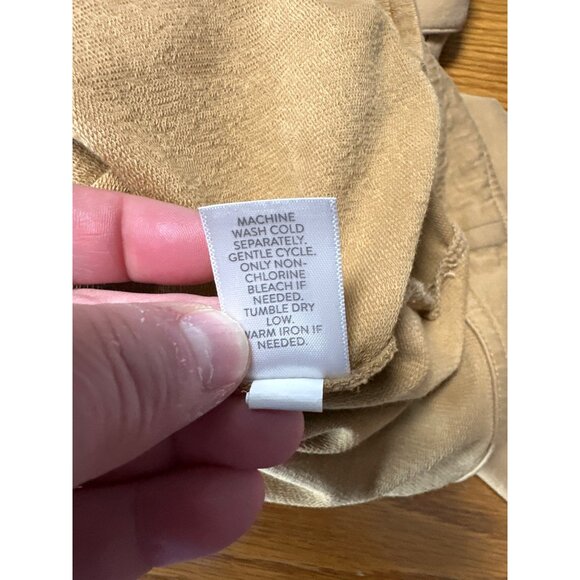 MACHINE
WASH COLD
SEPARATELY.
GENTLE CYCLE.
ONLY NON-
CHLORINE
BLEACH IF
NEEDED.
TUMBLE DRY
LOW.
WARM IRON IF
NEEDED.